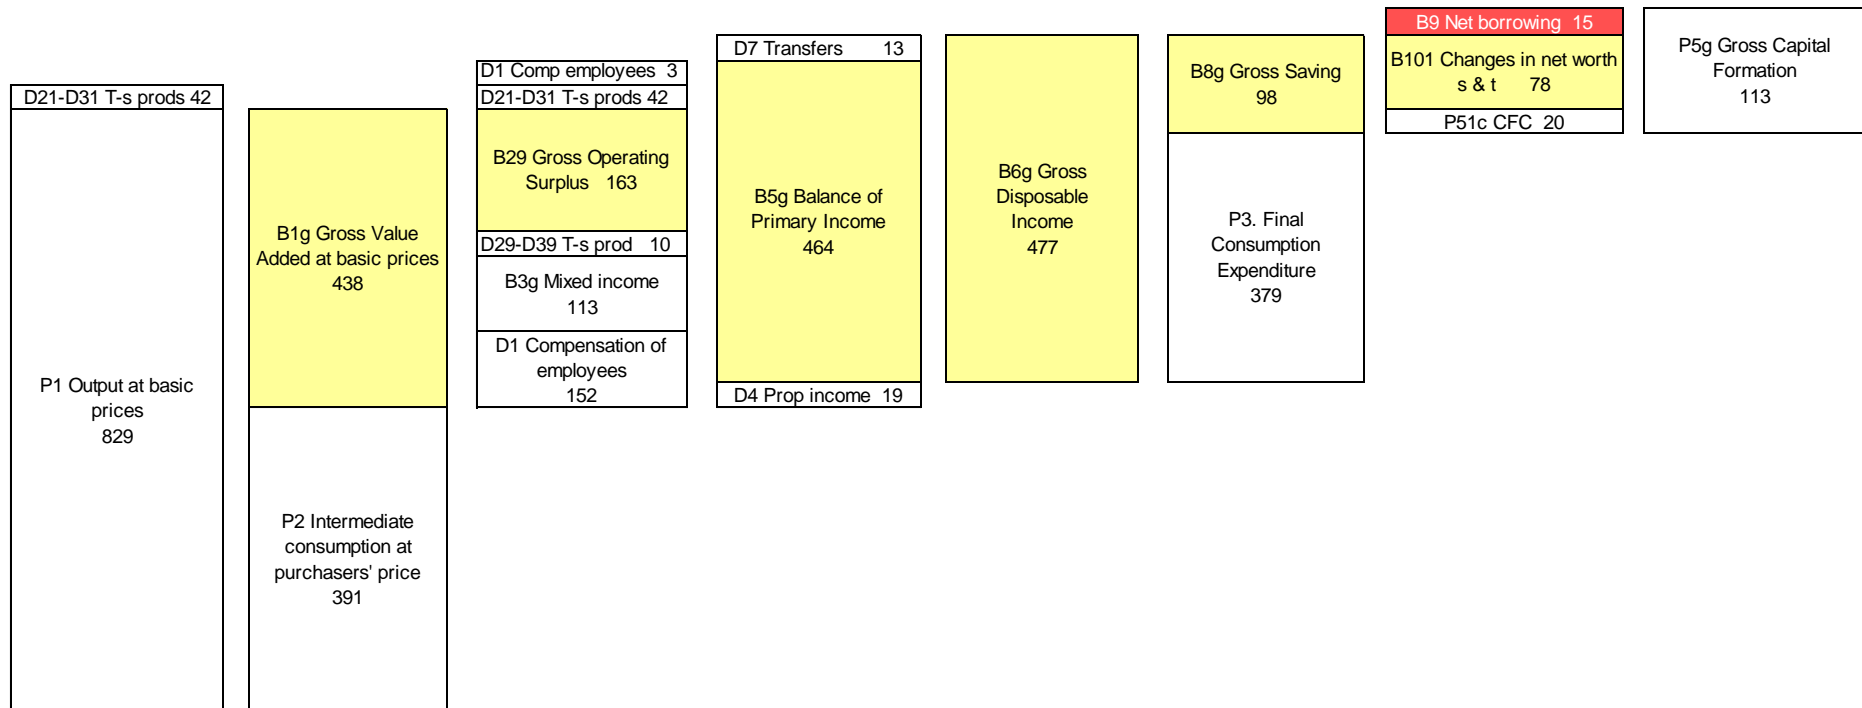 D21-D31 T-s prods 42
P1 Output at basic
prices
829
B1g Gross Value
Added at basic prices
438
P2 Intermediate
consumption at
purchasers' price
391
D1 Comp employees 3
D21-D31 T-s prods 42
B29 Gross Operating
Surplus 163
D29-D39 T-s prod 10
B3g Mixed income
113
D1 Compensation of
employees
152
D7 Transfers 13
B5g Balance of
Primary Income
464
D4 Prop income 19
B6g Gross
Disposable
Income
477
B8g Gross Saving
98
P3. Final
Consumption
Expenditure
379
B9 Net borrowing 15
B101 Changes in net worth
s & t 78
P51c CFC 20
P5g Gross Capital
Formation
113